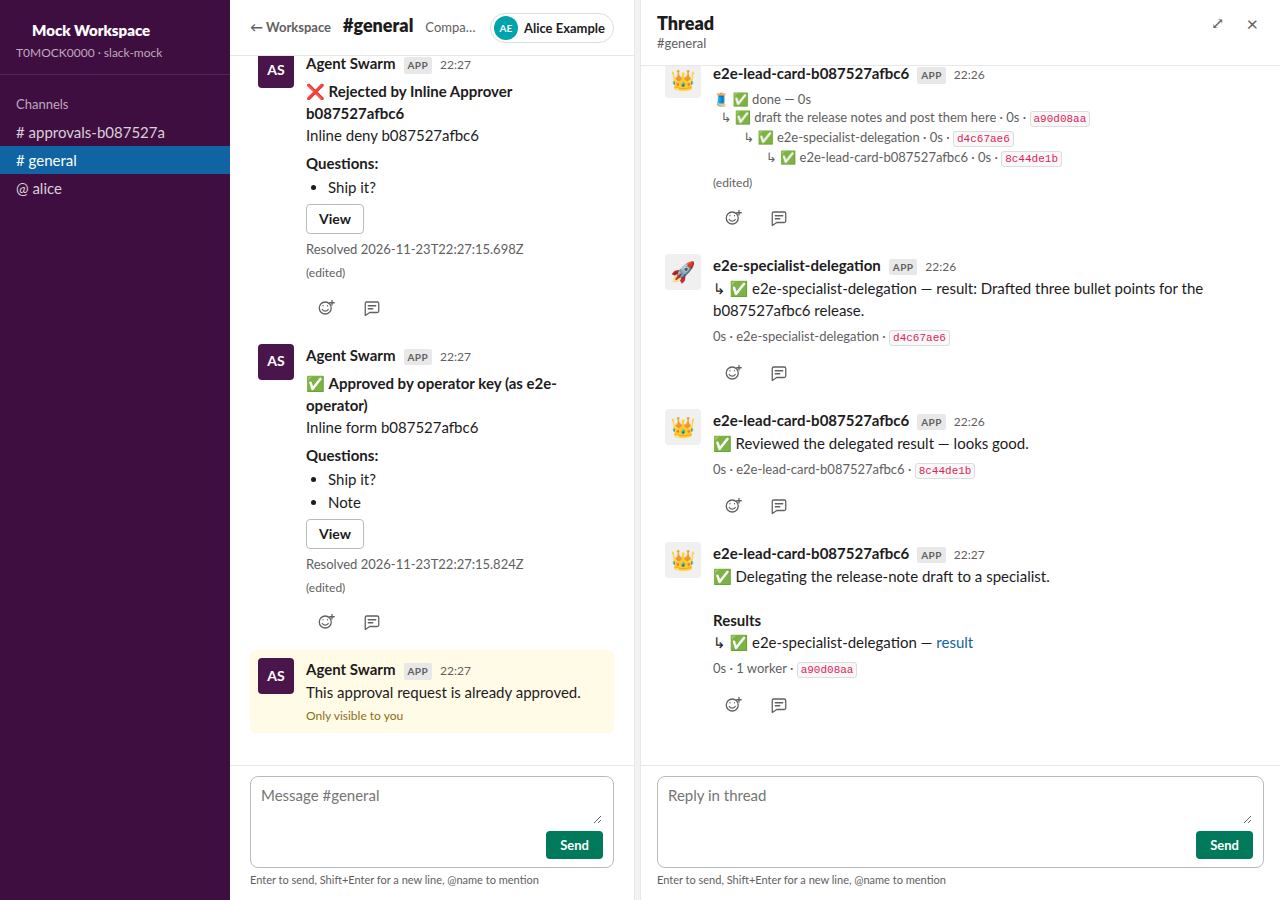 Mock Workspace
T0MOCK0000 · slack-mock
Channels
# approvals-b087527a
# general
@ alice
← Workspace #general Compa... AE Alice Example
AS Agent Swarm APP 22:27
❌ Rejected by Inline Approver
b087527afbc6
Inline deny b087527afbc6
Questions:
• Ship it?
View
Resolved 2026-11-23T22:27:15.698Z
(edited)
AS Agent Swarm APP 22:27
✅ Approved by operator key (as e2e-
operator)
Inline form b087527afbc6
Questions:
• Ship it?
• Note
View
Resolved 2026-11-23T22:27:15.824Z
(edited)
AS Agent Swarm APP 22:27
This approval request is already approved.
Only visible to you
Message #general
Send
Enter to send, Shift+Enter for a new line, @name to mention
Thread
#general
e2e-lead-card-b087527afbc6 APP 22:26
🧵 ✅ done — 0s
↳ ✅ draft the release notes and post them here · 0s · a90d08aa
↳ ✅ e2e-specialist-delegation · 0s · d4c67ae6
↳ ✅ e2e-lead-card-b087527afbc6 · 0s · 8c44de1b
(edited)
e2e-specialist-delegation APP 22:26
↳ ✅ e2e-specialist-delegation — result: Drafted three bullet points for the
b087527afbc6 release.
0s · e2e-specialist-delegation · d4c67ae6
e2e-lead-card-b087527afbc6 APP 22:26
✅ Reviewed the delegated result — looks good.
0s · e2e-lead-card-b087527afbc6 · 8c44de1b
e2e-lead-card-b087527afbc6 APP 22:27
✅ Delegating the release-note draft to a specialist.
Results
↳ ✅ e2e-specialist-delegation — result
0s · 1 worker · a90d08aa
Reply in thread
Send
Enter to send, Shift+Enter for a new line, @name to mention